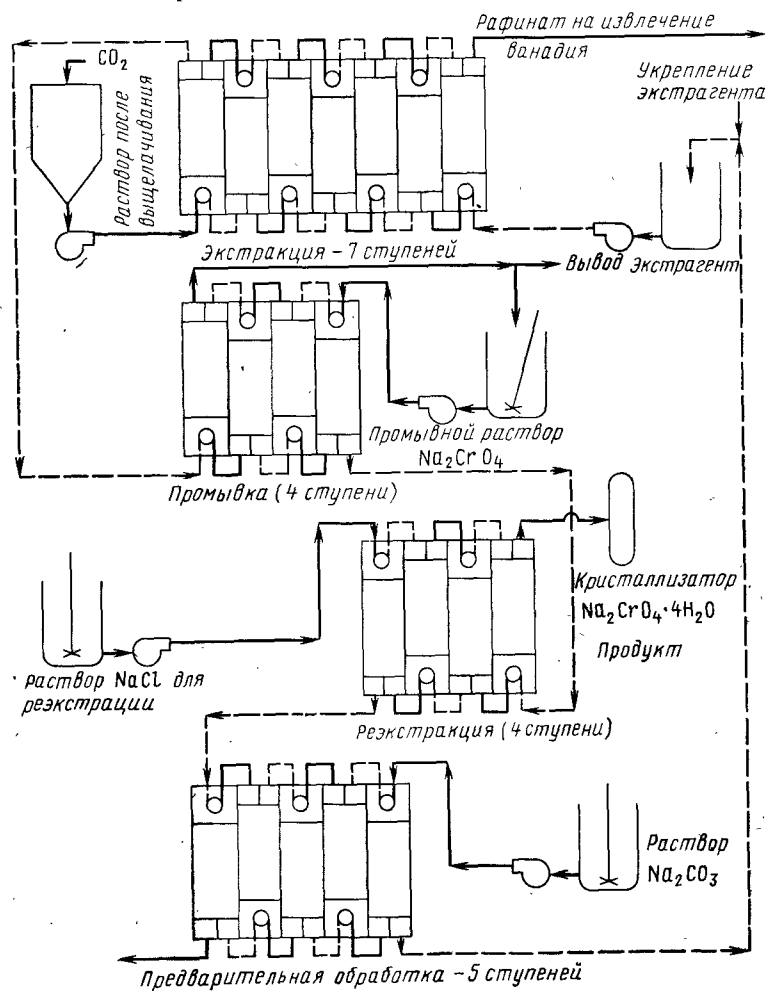 Рафинат на извлечение
ванадия
CO₂
Укрепление
экстрагента
Раствор после
выщелачивания
Экстракция – 7 ступеней
Вывод
Экстрагент
Промывной раствор
Na₂CrO₄
Промывка (4 ступени)
Кристаллизатор
Na₂CrO₄·4H₂O
Продукт
Раствор NaCl для
реэкстрации
Реэкстракция (4 ступени)
Раствор
Na₂CO₃
Предварительная обработка – 5 ступеней